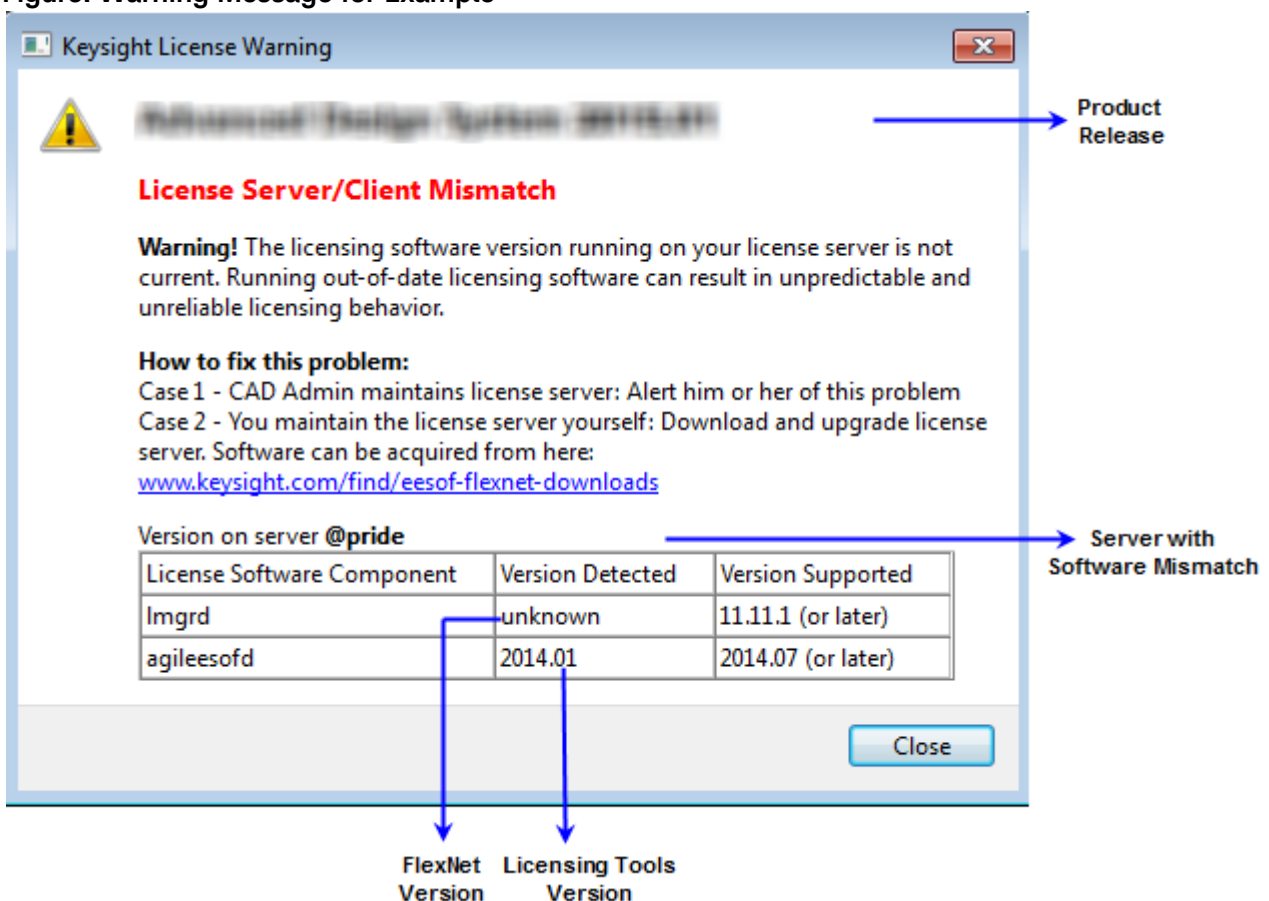 Figure: Warning Message for Example
Keysight License Warning
Product
Release
License Server/Client Mismatch
Warning! The licensing software version running on your license server is not
current. Running out-of-date licensing software can result in unpredictable and
unreliable licensing behavior.
How to fix this problem:
Case 1 - CAD Admin maintains license server: Alert him or her of this problem
Case 2 - You maintain the license server yourself: Download and upgrade license
server. Software can be acquired from here:
www.keysight.com/find/eesof-flexnet-downloads
Version on server @pride
Server with
Software Mismatch
License Software Component Version Detected Version Supported
lmgrd unknown 11.11.1 (or later)
agileesofd 2014.01 2014.07 (or later)
Close
FlexNet Licensing Tools
Version Version